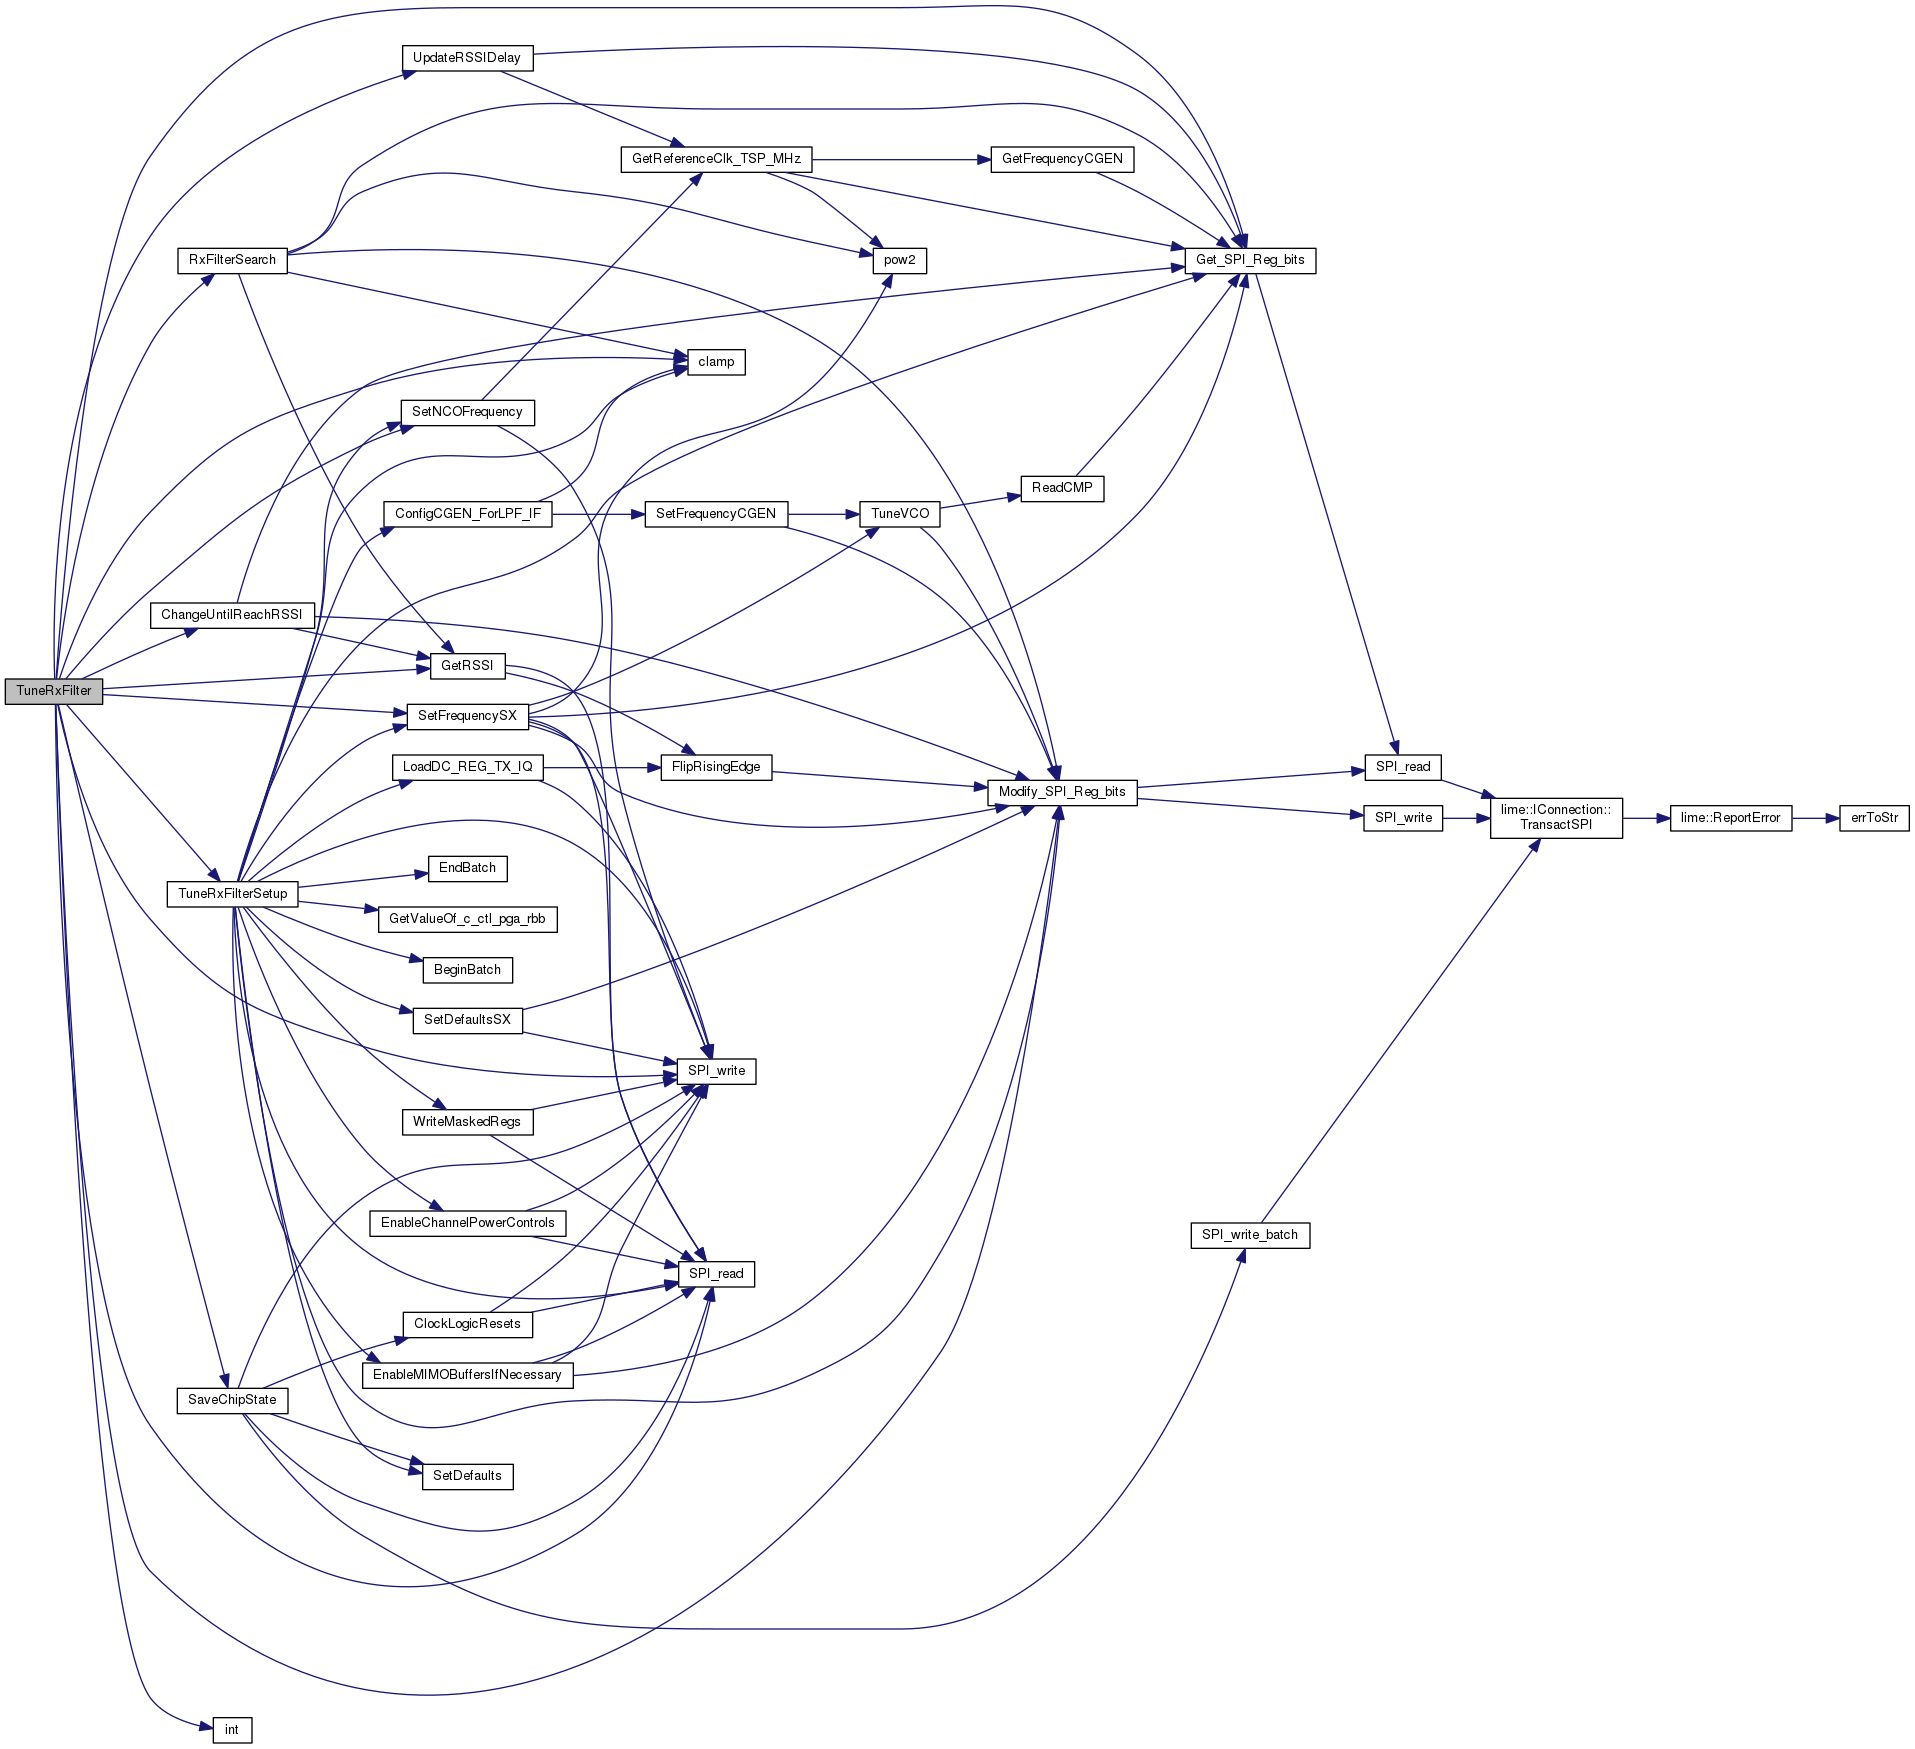 UpdateRSSIDelay
GetReferenceClk_TSP_MHz
GetFrequencyCGEN
RxFilterSearch
pow2
Get_SPI_Reg_bits
clamp
SetNCOFrequency
ReadCMP
ConfigCGEN_ForLPF_IF
SetFrequencyCGEN
TuneVCO
ChangeUntilReachRSSI
GetRSSI
TuneRxFilter
SetFrequencySX
LoadDC_REG_TX_IQ
FlipRisingEdge
SPI_read
Modify_SPI_Reg_bits
SPI_write
lime::IConnection::
TransactSPI
lime::ReportError
errToStr
EndBatch
TuneRxFilterSetup
GetValueOf_c_ctl_pga_rbb
BeginBatch
SetDefaultsSX
SPI_write
WriteMaskedRegs
EnableChannelPowerControls
SPI_write_batch
SPI_read
ClockLogicResets
EnableMIMOBuffersIfNecessary
SaveChipState
SetDefaults
int